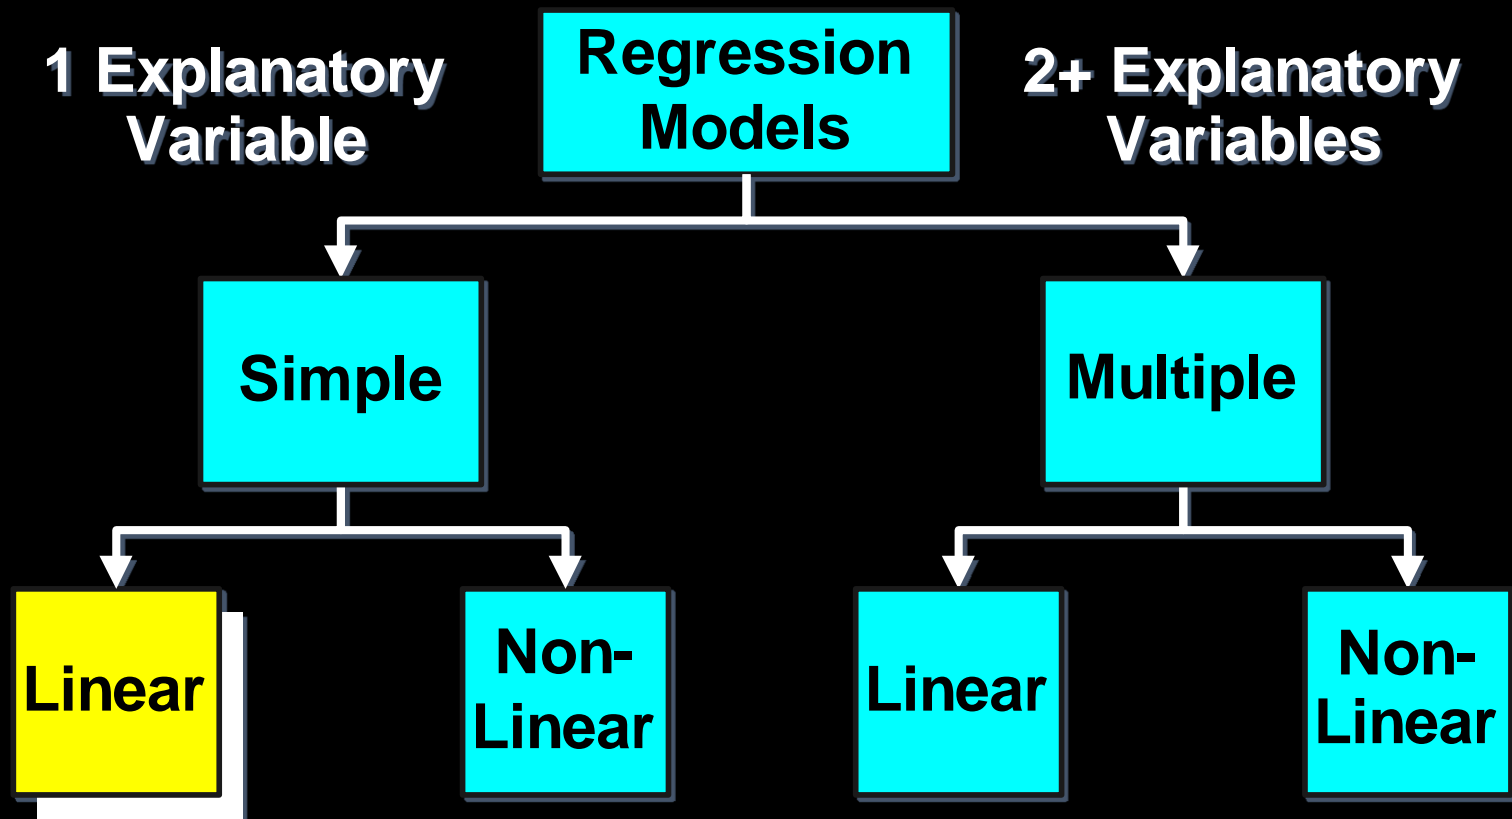 1 Explanatory
Variable
Regression
Models
2+ Explanatory
Variables
Simple
Multiple
Linear
Non-
Linear
Linear
Non-
Linear